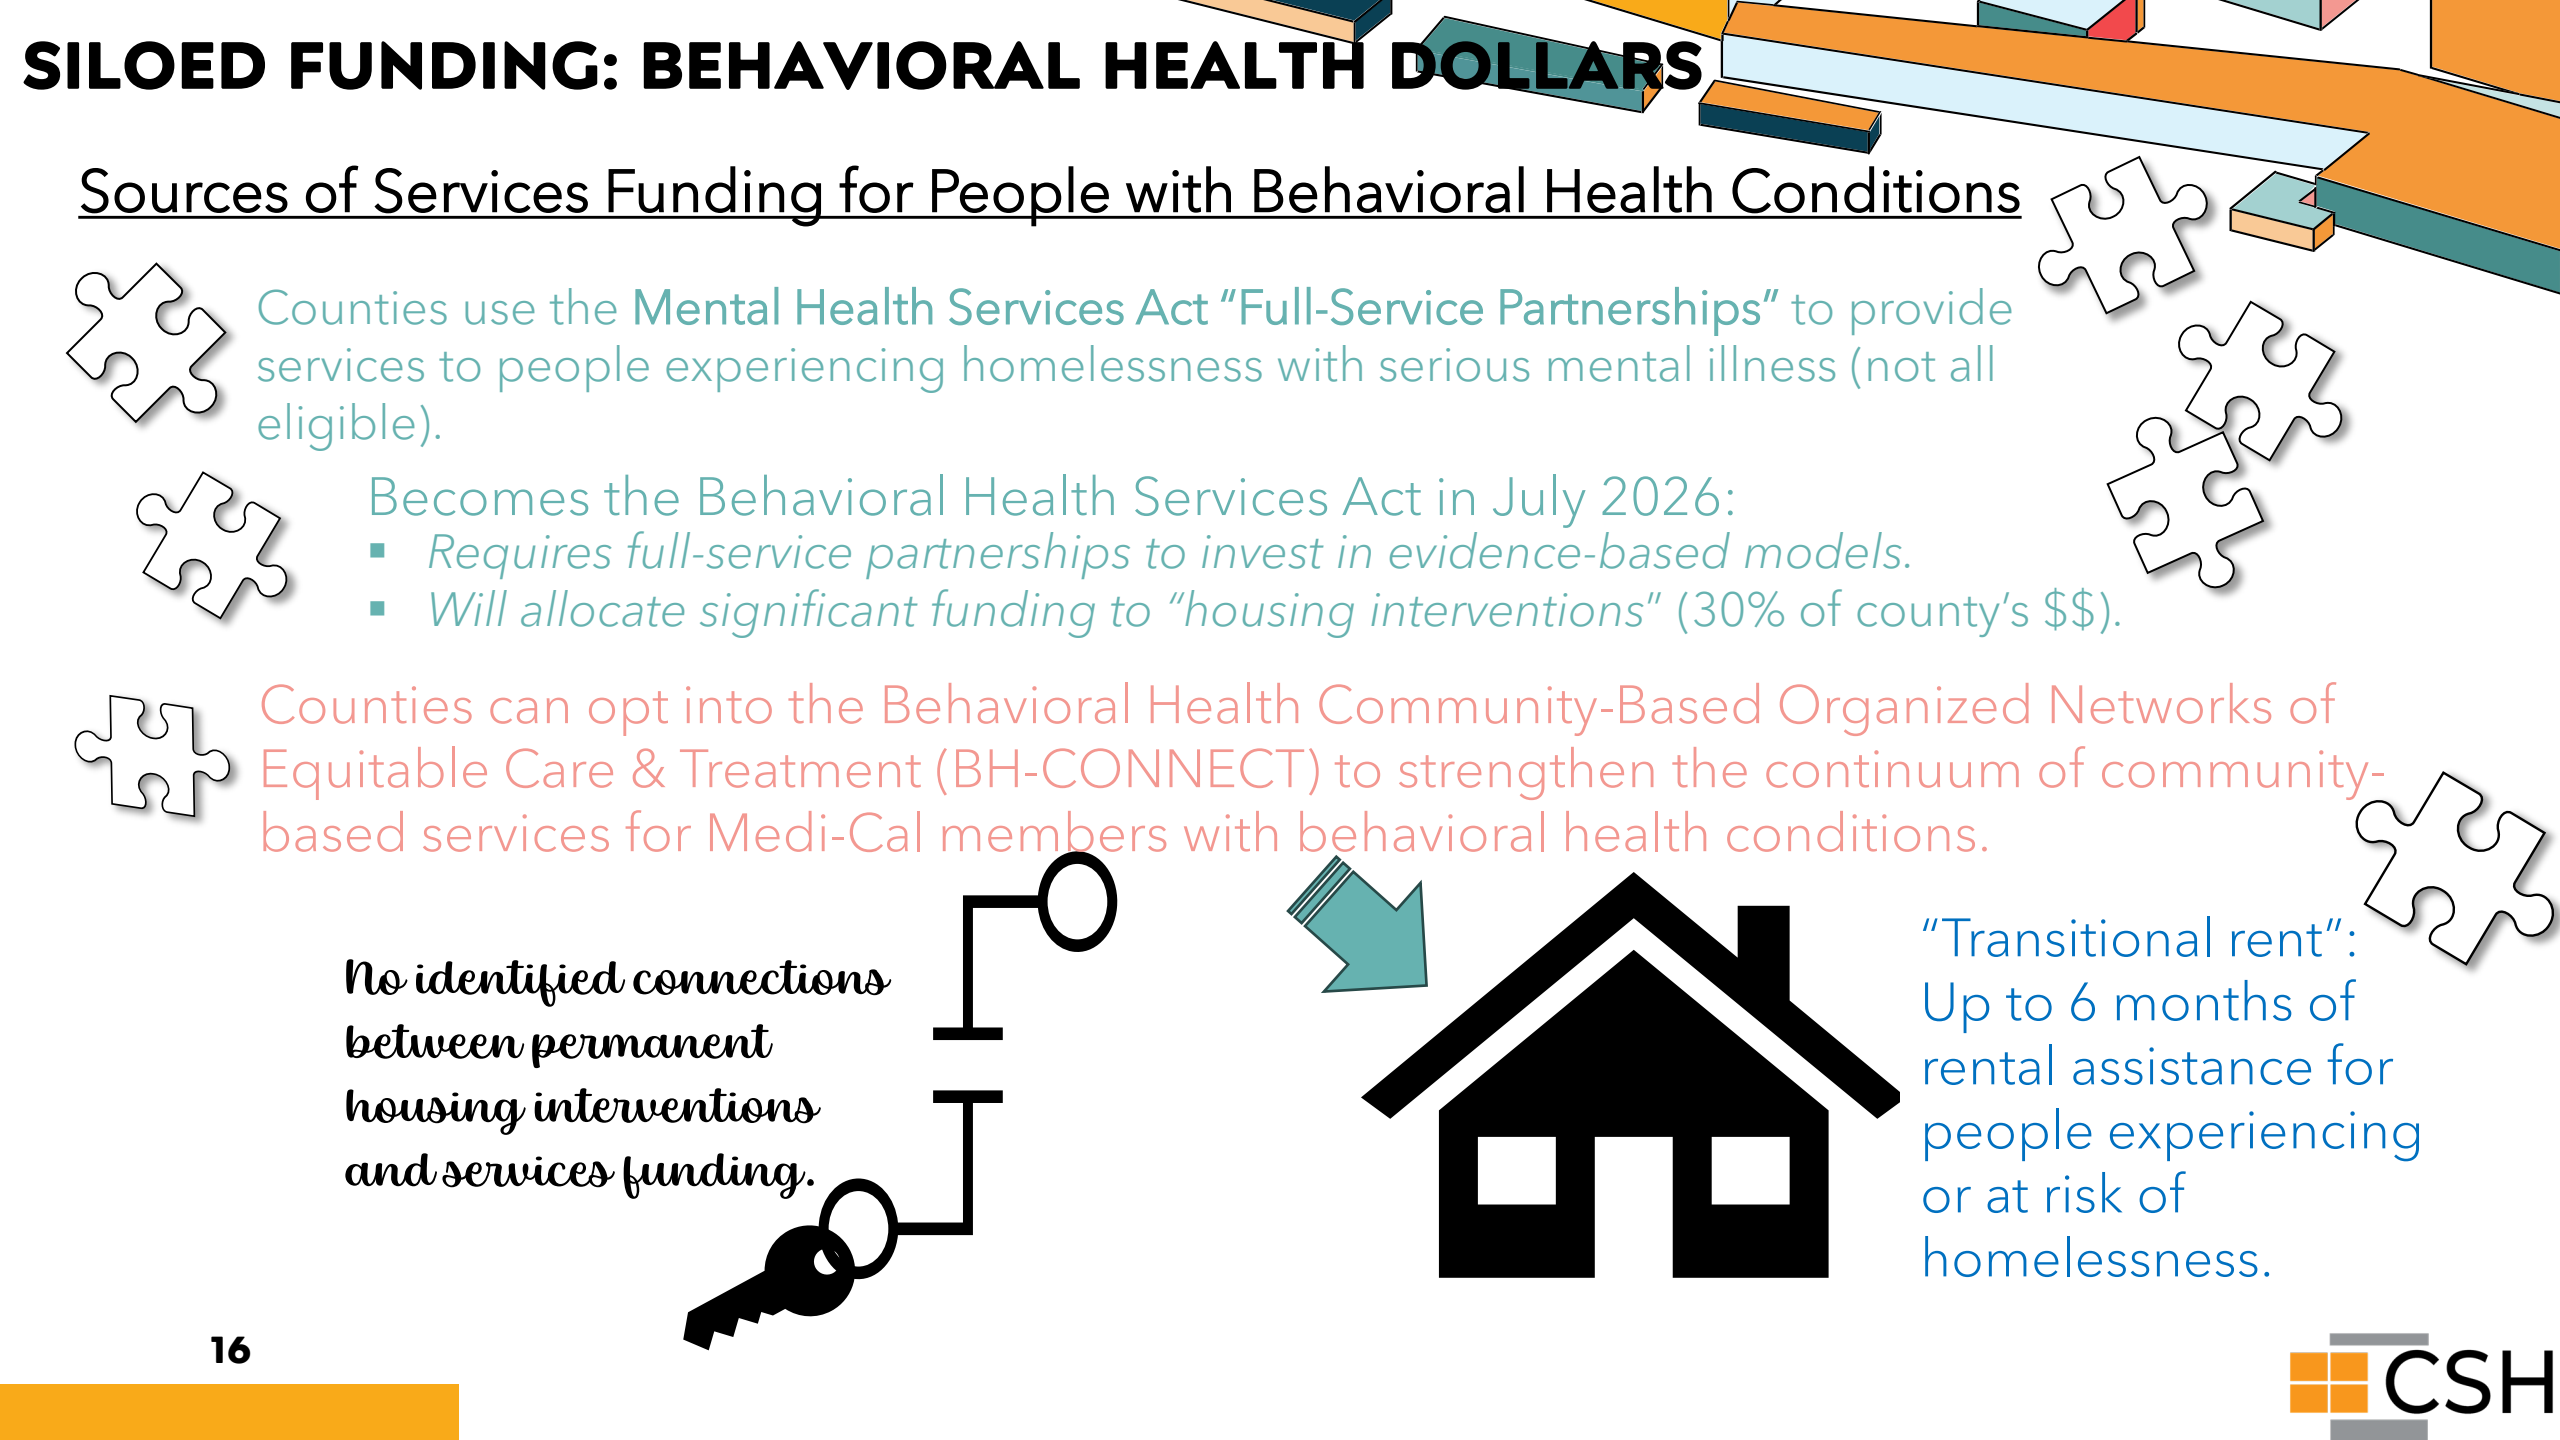 SILOED FUNDING: BEHAVIORAL HEALTH DOLLARS
Sources of Services Funding for People with Behavioral Health Conditions
Counties use the Mental Health Services Act “Full-Service Partnerships” to provide
services to people experiencing homelessness with serious mental illness (not all
eligible).
Becomes the Behavioral Health Services Act in July 2026:
▪ Requires full-service partnerships to invest in evidence-based models.
▪ Will allocate significant funding to “housing interventions” (30% of county’s $$).
Counties can opt into the Behavioral Health Community-Based Organized Networks of
Equitable Care & Treatment (BH-CONNECT) to strengthen the continuum of community-
based services for Medi-Cal members with behavioral health conditions.
No identified connections
between permanent
housing interventions
and services funding.
“Transitional rent”:
Up to 6 months of
rental assistance for
people experiencing
or at risk of
homelessness.
16
CSH